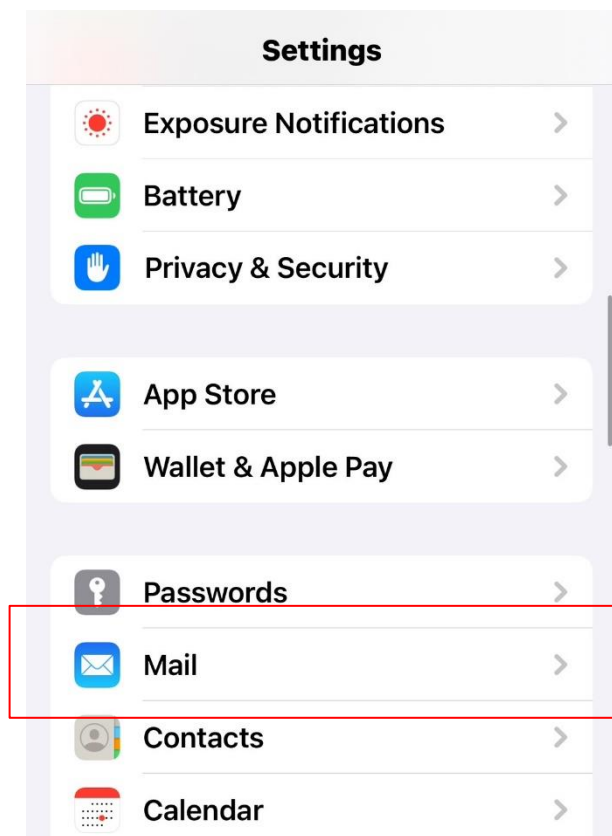 Settings
Exposure Notifications
Battery
Privacy & Security
App Store
Wallet & Apple Pay
Passwords
Mail
Contacts
Calendar